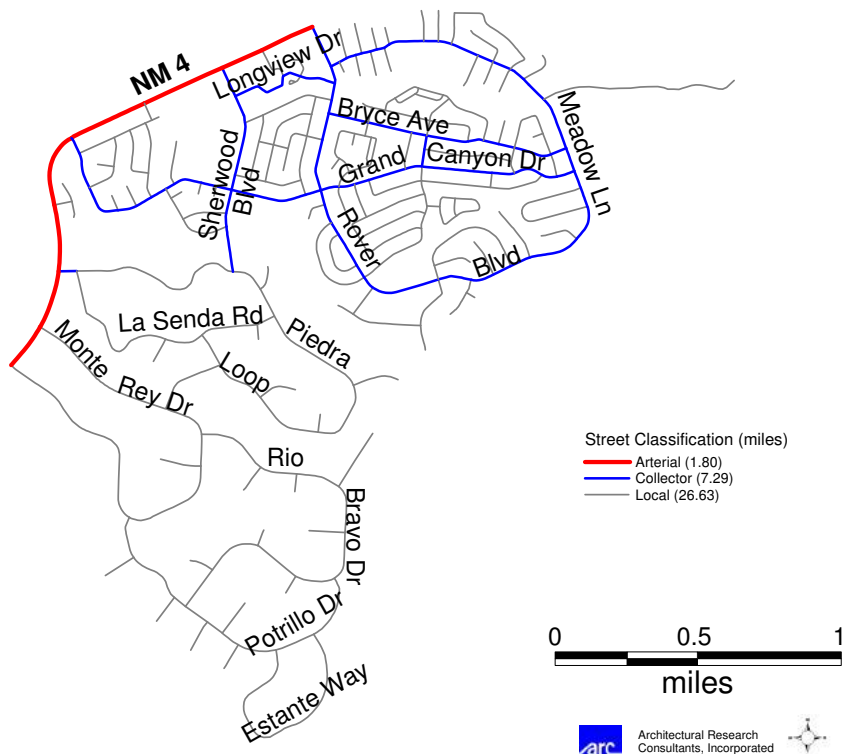 NM 4
Longview Dr
Bryce Ave
Canyon Dr
Grand
Meadow Ln
Sherwood
Blvd
Rover
Blvd
La Senda Rd
Piedra
Loop
Monte
Rey Dr
Rio
Bravo Dr
Potrillo Dr
Estante Way
Street Classification (miles)
Arterial (1.80)
Collector (7.29)
Local (26.63)
0 0.5 1
miles
arc
Architectural Research
Consultants, Incorporated